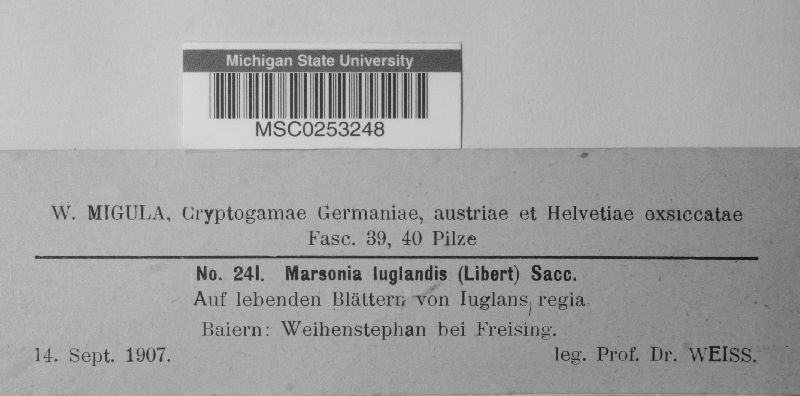 Michigan State University
MSC0253248
W. MIGULA, Cryptogamae Germaniae, austriae et Helvetiae exsiccatae
Fasc. 39, 40 Pilze
No. 241. Marsonia Iuglandis (Libert) Sacc.
Auf lebenden Blättern von Iuglans regia
Baiern: Weihenstephan bei Freising.
14. Sept. 1907. leg. Prof. Dr. WEISS.